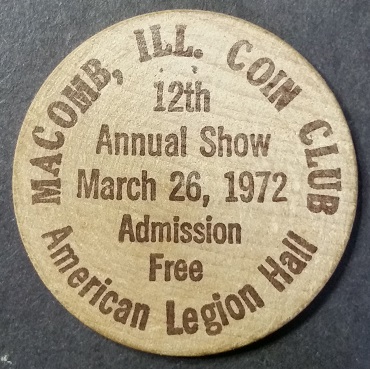 MACOMB, ILL. COIN CLUB
12th
Annual Show
March 26, 1972
Admission
Free
American Legion Hall